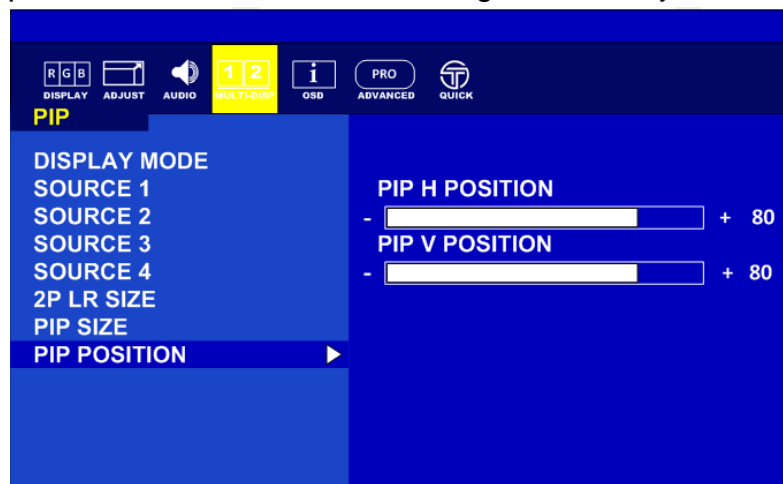 R G B
1 2
i
PRO
DISPLAY ADJUST AUDIO MULTI-DISP OSD ADVANCED QUICK
PIP
DISPLAY MODE
SOURCE 1
SOURCE 2
SOURCE 3
SOURCE 4
2P LR SIZE
PIP SIZE
PIP POSITION
PIP H POSITION
- + 80
PIP V POSITION
- + 80